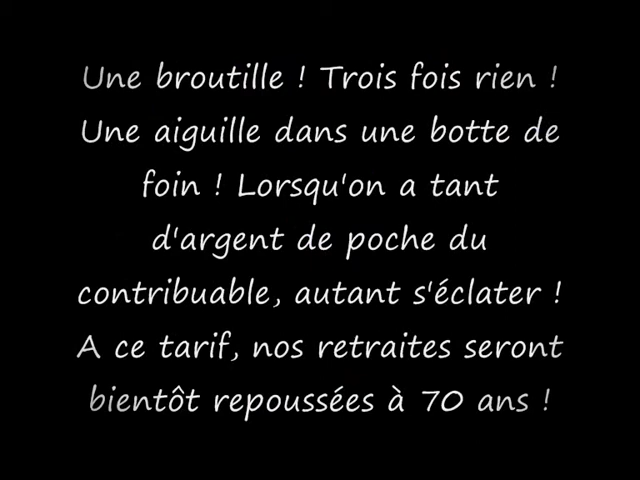 Une broutille ! Trois fois rien !
Une aiguille dans une botte de
foin ! Lorsqu'on a tant
d'argent de poche du
contribuable, autant s'éclater !
A ce tarif, nos retraites seront
bientôt repoussées à 70 ans !